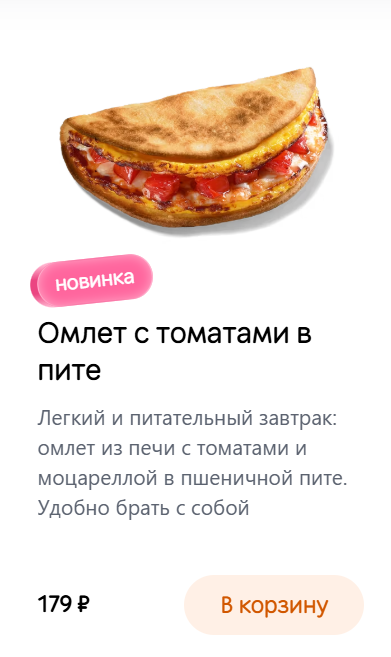 новинка
Омлет с томатами в
пите
Легкий и питательный завтрак:
омлет из печи с томатами и
моцареллой в пшеничной пите.
Удобно брать с собой
179 ₽
В корзину